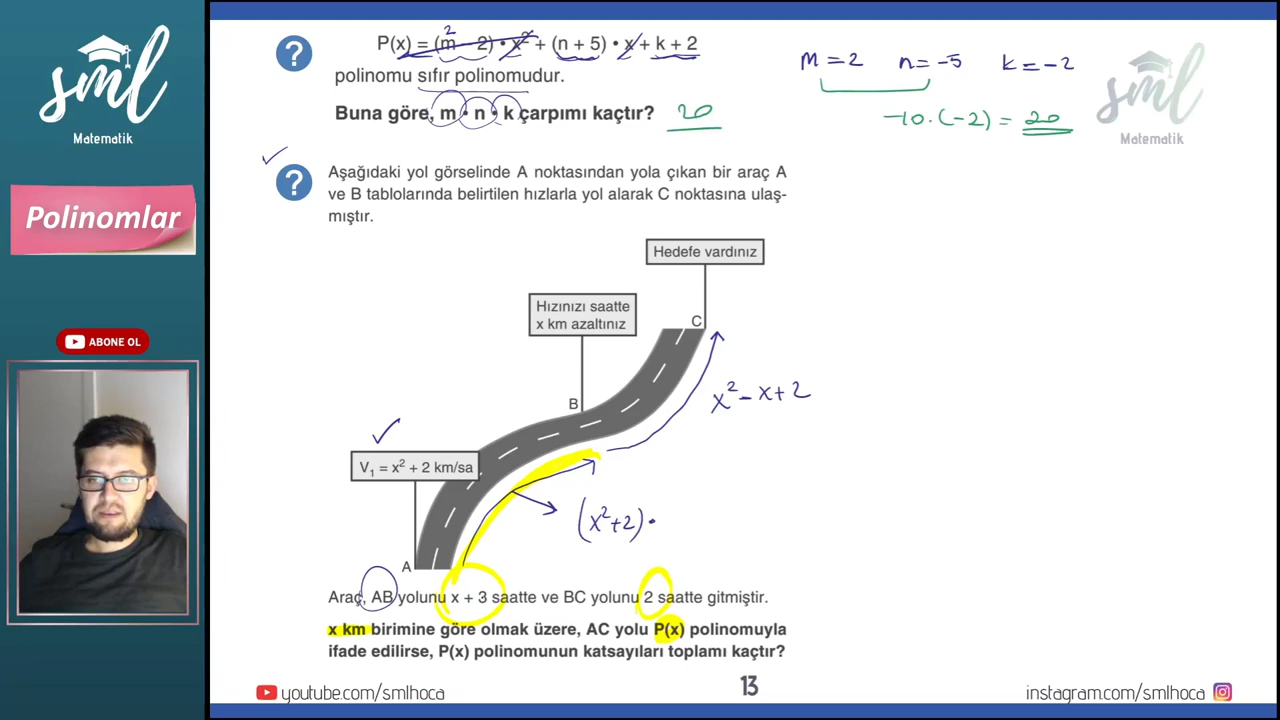 sml
Matematik
Polinomlar
ABONE OL
? P(x) = (m - 2) · x² + (n + 5) · x + k + 2
2
polinomu sıfır polinomudur.
Buna göre, m · n · k çarpımı kaçtır? 20
m = 2 n = -5 k = -2
-10 · (-2) = 20
sml
Matematik
? Aşağıdaki yol görselinde A noktasından yola çıkan bir araç A
ve B tablolarında belirtilen hızlarla yol alarak C noktasına ulaş-
mıştır.
Hedefe vardınız
Hızınızı saatte
x km azaltınız
C
B
x² - x + 2
V₁ = x² + 2 km/sa
(x² + 2) ·
A
Araç, AB yolunu x + 3 saatte ve BC yolunu 2 saatte gitmiştir.
x km birimine göre olmak üzere, AC yolu P(x) polinomuyla
ifade edilirse, P(x) polinomunun katsayıları toplamı kaçtır?
youtube.com/smlhoca
13
instagram.com/smlhoca